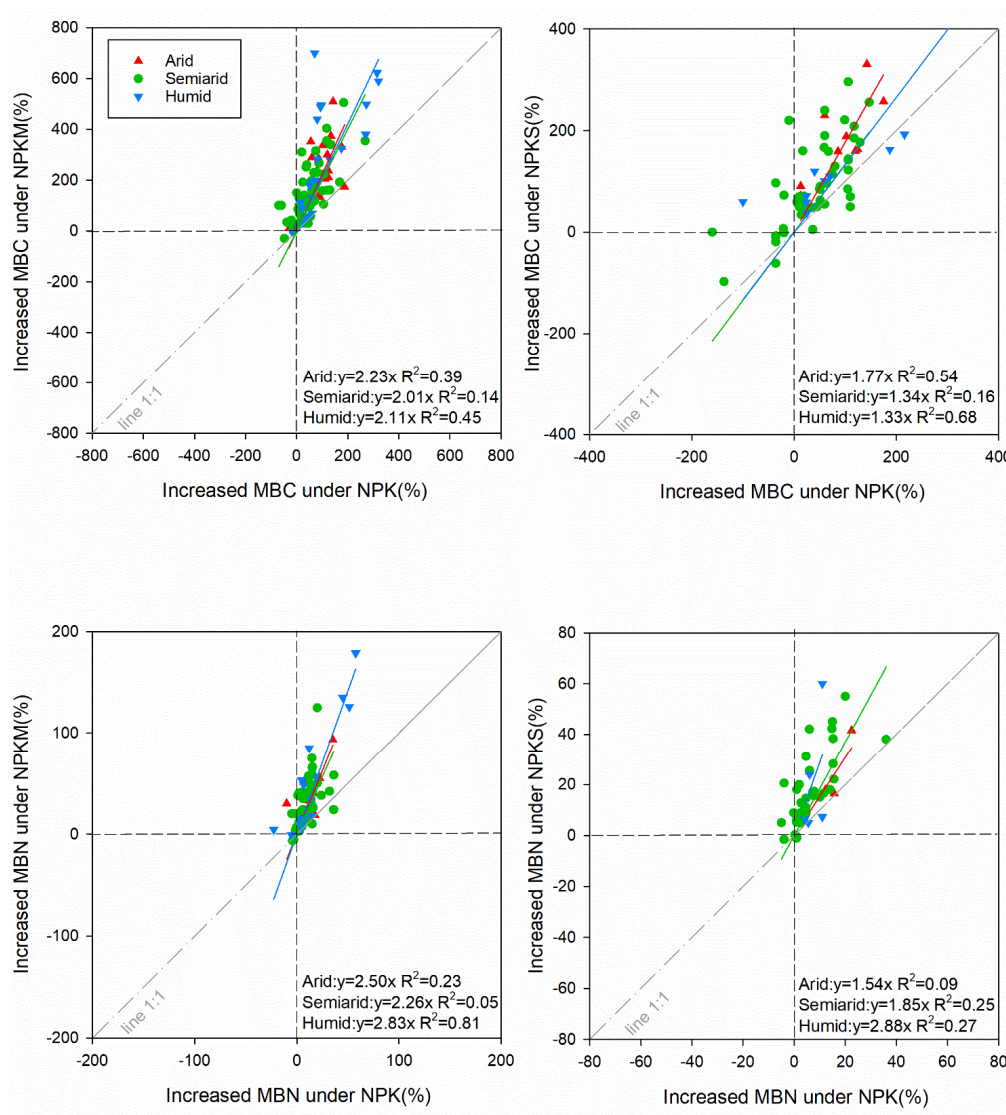 800
600
400
200
0
-200
-400
-600
-800
Increased MBC under NPKM(%)
Arid
Semiarid
Humid
line 1:1
Arid:y=2.23x R²=0.39
Semiarid:y=2.01x R²=0.14
Humid:y=2.11x R²=0.45
-800 -600 -400 -200 0 200 400 600 800
Increased MBC under NPK(%)
400
200
0
-200
-400
Increased MBC under NPKS(%)
line 1:1
Arid:y=1.77x R²=0.54
Semiarid:y=1.34x R²=0.16
Humid:y=1.33x R²=0.68
-400 -200 0 200 400
Increased MBC under NPK(%)
200
100
0
-100
-200
Increased MBN under NPKM(%)
line 1:1
Arid:y=2.50x R²=0.23
Semiarid:y=2.26x R²=0.05
Humid:y=2.83x R²=0.81
-200 -100 0 100 200
Increased MBN under NPK(%)
80
60
40
20
0
-20
-40
-60
-80
Increased MBN under NPKS(%)
line 1:1
Arid:y=1.54x R²=0.09
Semiarid:y=1.85x R²=0.25
Humid:y=2.88x R²=0.27
-80 -60 -40 -20 0 20 40 60 80
Increased MBN under NPK(%)